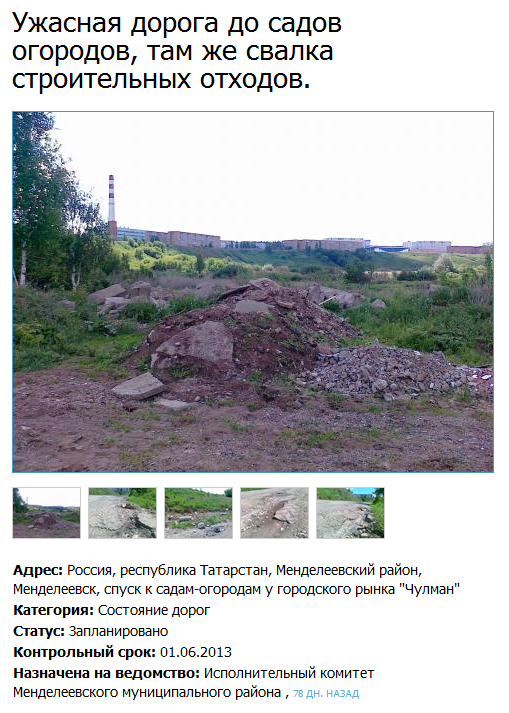 Ужасная дорога до садов
огородов, там же свалка
строительных отходов.
Адрес: Россия, республика Татарстан, Менделеевский район,
Менделеевск, спуск к садам-огородам у городского рынка "Чулман"
Категория: Состояние дорог
Статус: Запланировано
Контрольный срок: 01.06.2013
Назначена на ведомство: Исполнительный комитет
Менделеевского муниципального района , 78 ДН. НАЗАД